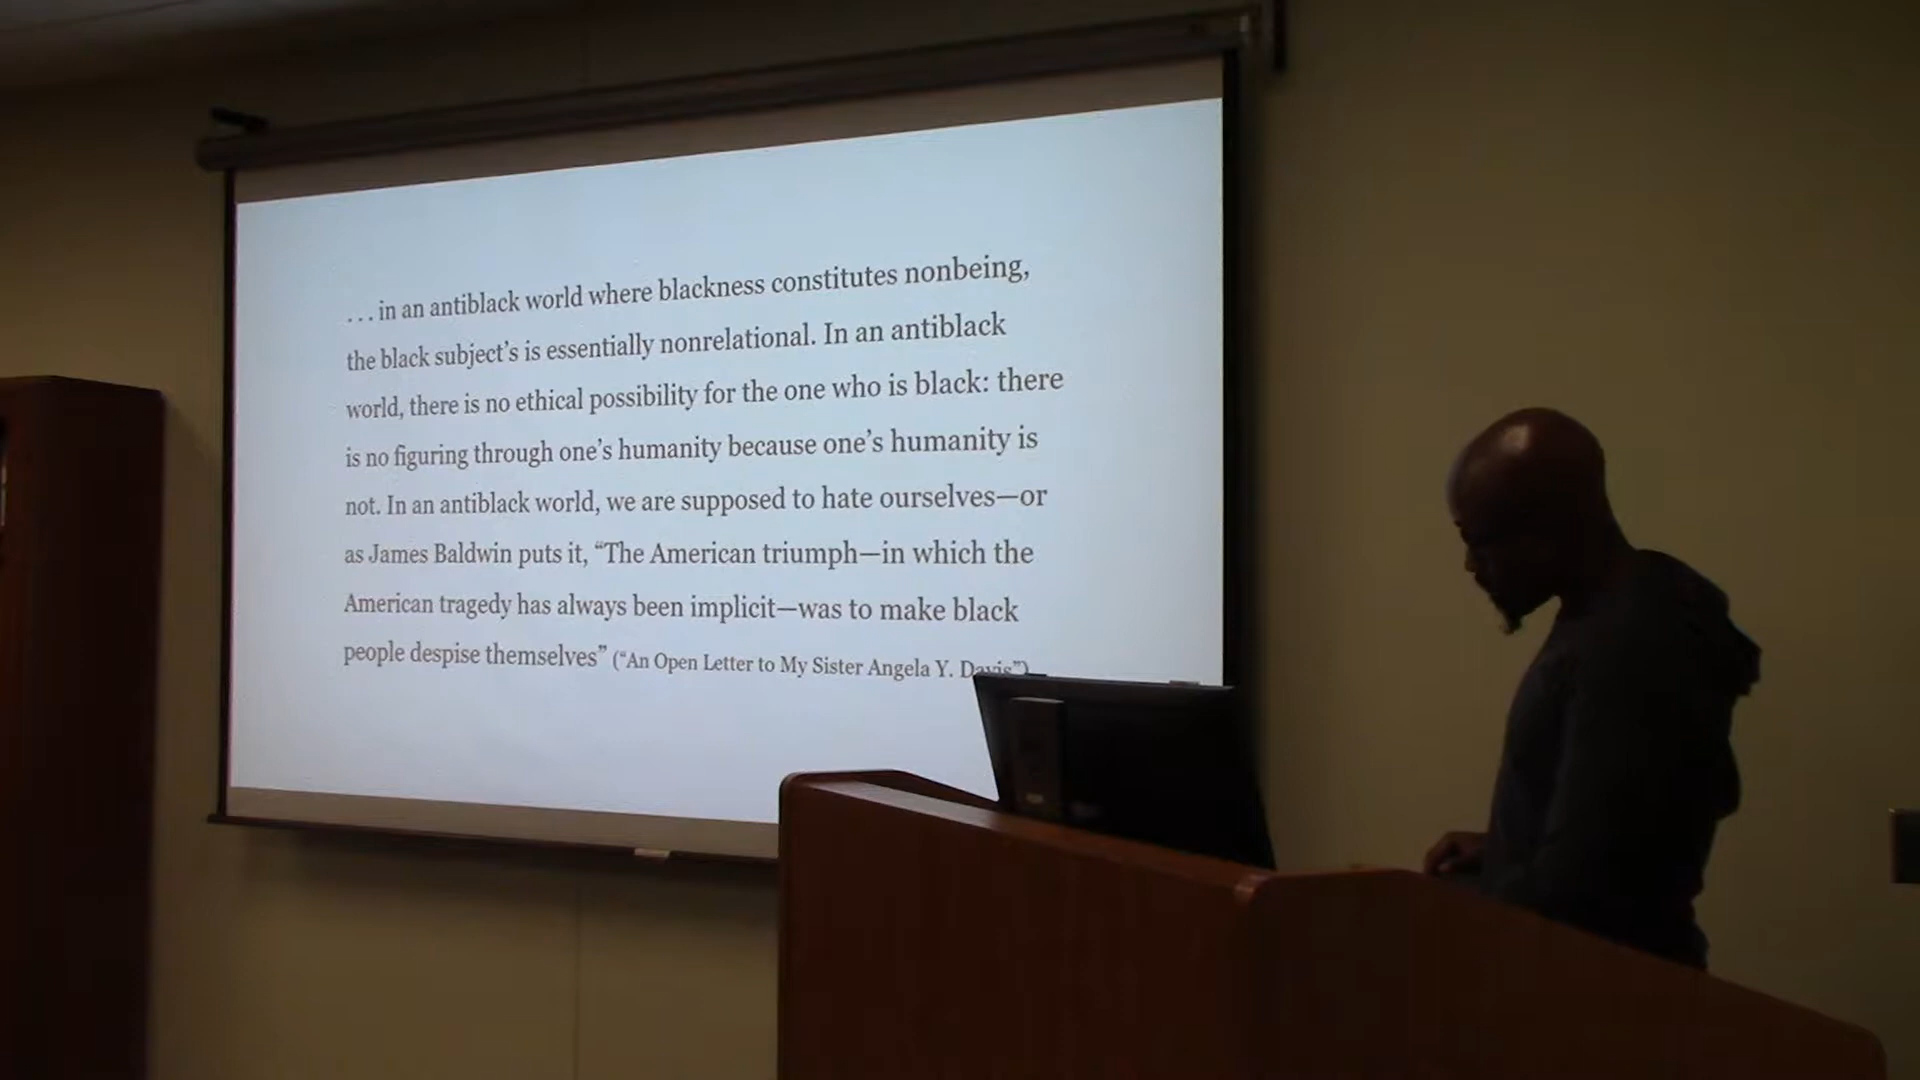 . . . in an antiblack world where blackness constitutes nonbeing,
the black subject’s is essentially nonrelational. In an antiblack
world, there is no ethical possibility for the one who is black: there
is no figuring through one’s humanity because one’s humanity is
not. In an antiblack world, we are supposed to hate ourselves—or
as James Baldwin puts it, “The American triumph—in which the
American tragedy has always been implicit—was to make black
people despise themselves” (“An Open Letter to My Sister Angela Y. Davis”)